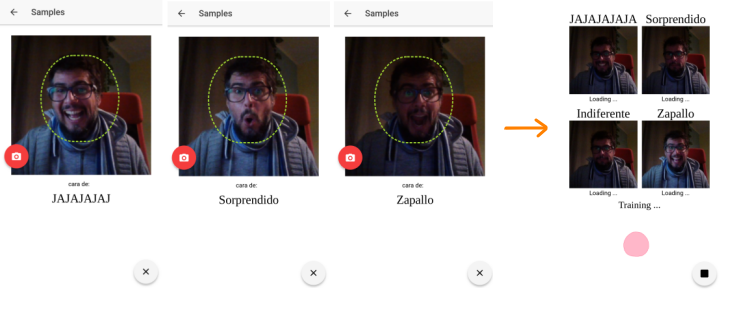 Samples
cara de:
JAJAJAJAJ
Samples
cara de:
Sorprendido
Samples
cara de:
Zapallo
JAJAJAJAJA Sorprendido
Loading ... Loading ...
Indiferente Zapallo
Loading ... Loading ...
Training ...